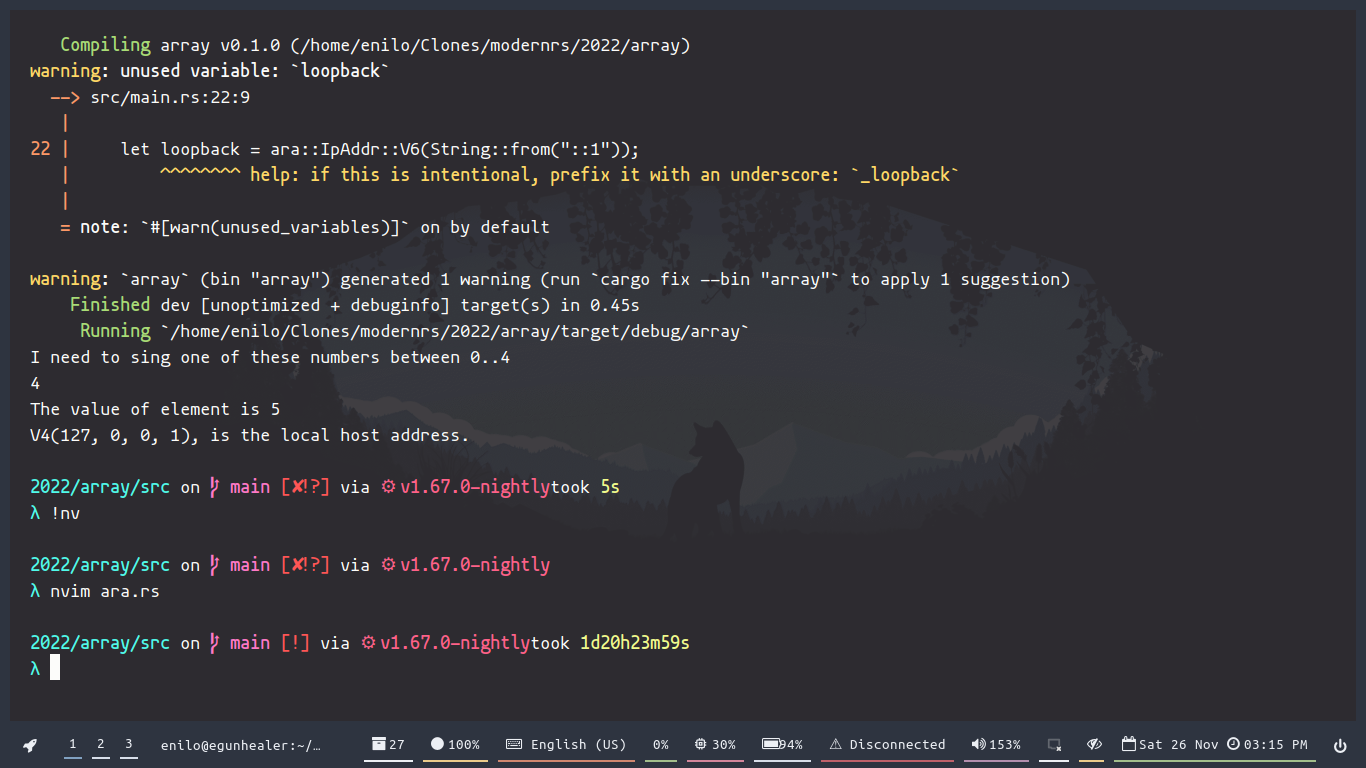 Compiling array v0.1.0 (/home/enilo/Clones/modernrs/2022/array)
warning: unused variable: `loopback`
--> src/main.rs:22:9
|
22 | let loopback = ara::IpAddr::V6(String::from("::1"));
| ^^^^^^^^ help: if this is intentional, prefix it with an underscore: `_loopback`
|
= note: `#[warn(unused_variables)]` on by default
warning: `array` (bin "array") generated 1 warning (run `cargo fix --bin "array"` to apply 1 suggestion)
Finished dev [unoptimized + debuginfo] target(s) in 0.45s
Running `/home/enilo/Clones/modernrs/2022/array/target/debug/array`
I need to sing one of these numbers between 0..4
4
The value of element is 5
V4(127, 0, 0, 1), is the local host address.
2022/array/src on main [✘!?] via ⚙ v1.67.0-nightlytook 5s
λ !nv
2022/array/src on main [✘!?] via ⚙ v1.67.0-nightly
λ nvim ara.rs
2022/array/src on main [!] via ⚙ v1.67.0-nightlytook 1d20h23m59s
λ
1 2 3 enilo@egunhealer:~/… 27 100% English (US) 0% 30% 94% ⚠ Disconnected 153% Sat 26 Nov 03:15 PM